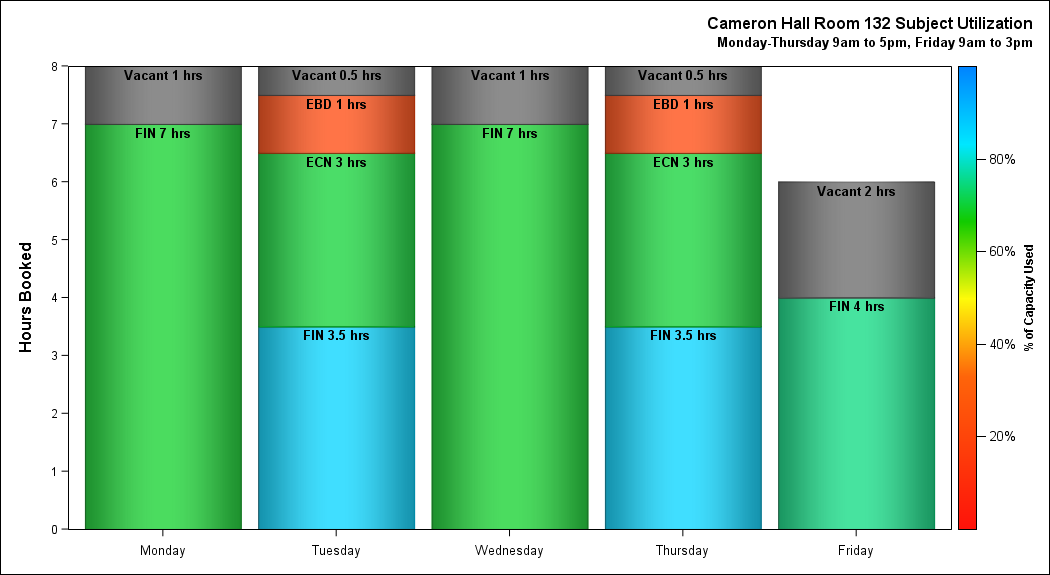 Cameron Hall Room 132 Subject Utilization
Monday-Thursday 9am to 5pm, Friday 9am to 3pm
Hours Booked
8
7
6
5
4
3
2
1
0
Vacant 1 hrs
FIN 7 hrs
Vacant 0.5 hrs
EBD 1 hrs
ECN 3 hrs
FIN 3.5 hrs
Vacant 1 hrs
FIN 7 hrs
Vacant 0.5 hrs
EBD 1 hrs
ECN 3 hrs
FIN 3.5 hrs
Vacant 2 hrs
FIN 4 hrs
Monday
Tuesday
Wednesday
Thursday
Friday
80%
60%
40%
20%
% of Capacity Used